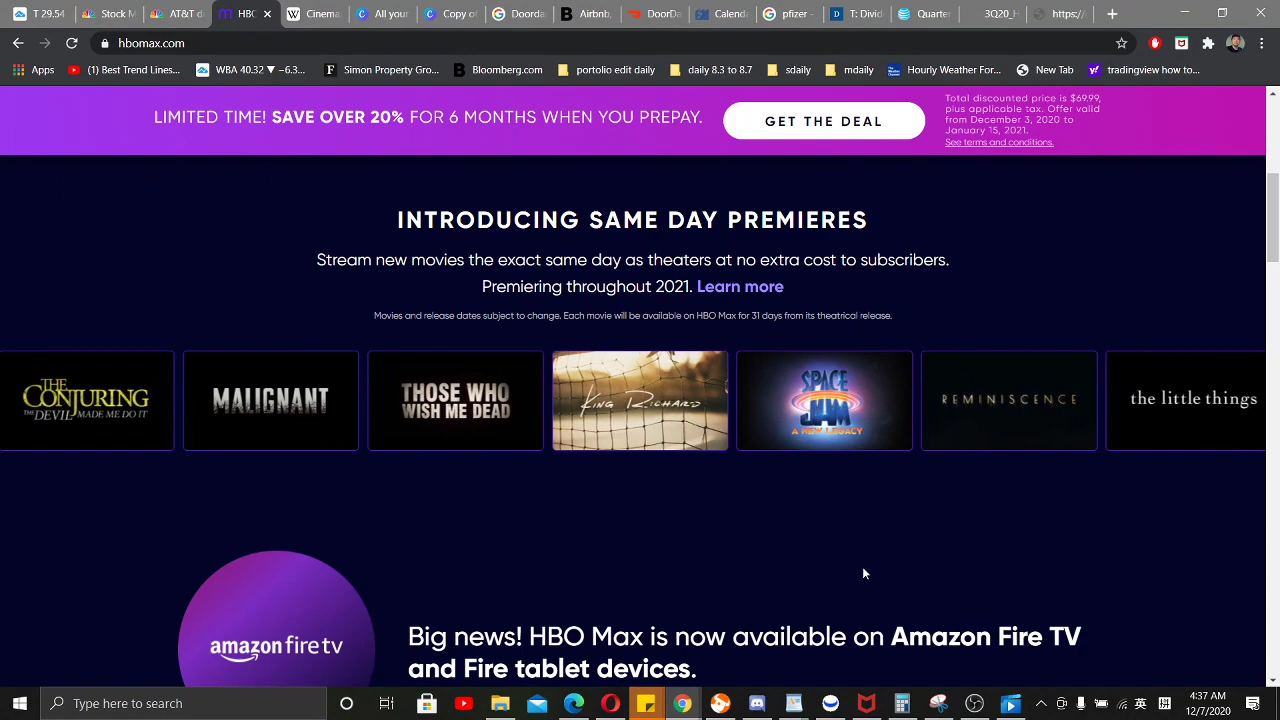 T 29.54
Stock M
AT&T d
HBO
Cinema
All your
Copy of
Doorda
Airbnb,
DoorDa
Calenda
pfizer -
T: Divid
Quarter
3Q20_H
https://
hbomax.com
Apps
(1) Best Trend Lines...
WBA 40.32 ▼ −6.3...
Simon Property Gro...
Bloomberg.com
portolio edit daily
daily 8.3 to 8.7
sdaily
mdaily
Hourly Weather For...
New Tab
tradingview how to...
LIMITED TIME! SAVE OVER 20% FOR 6 MONTHS WHEN YOU PREPAY.
GET THE DEAL
Total discounted price is $69.99,
plus applicable tax. Offer valid
from December 3, 2020 to
January 15, 2021.
See terms and conditions.
INTRODUCING SAME DAY PREMIERES
Stream new movies the exact same day as theaters at no extra cost to subscribers.
Premiering throughout 2021. Learn more
Movies and release dates subject to change. Each movie will be available on HBO Max for 31 days from its theatrical release.
THE
CONJURING
THE DEVIL MADE ME DO IT
MALIGNANT
THOSE WHO
WISH ME DEAD
King Richard
SPACE
JAM
A NEW LEGACY
REMINISCENCE
the little things
amazon fire tv
Big news! HBO Max is now available on Amazon Fire TV
and Fire tablet devices.
Type here to search
4:37 AM
12/7/2020